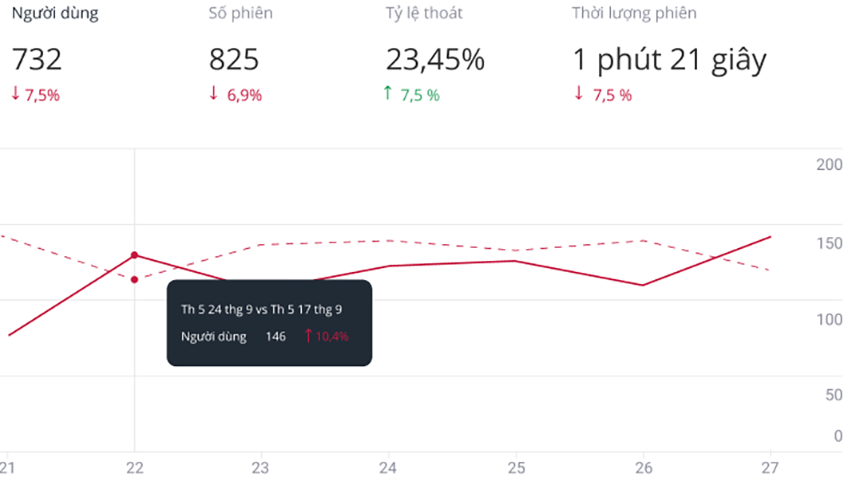 Người dùng Số phiên Tỷ lệ thoát Thời lượng phiên
732 825 23,45% 1 phút 21 giây
↓ 7,5% ↓ 6,9% ↑ 7,5 % ↓ 7,5 %
200
150
Th 5 24 thg 9 vs Th 5 17 thg 9
100
Người dùng 146 ↑ 10,4%
50
0
21 22 23 24 25 26 27